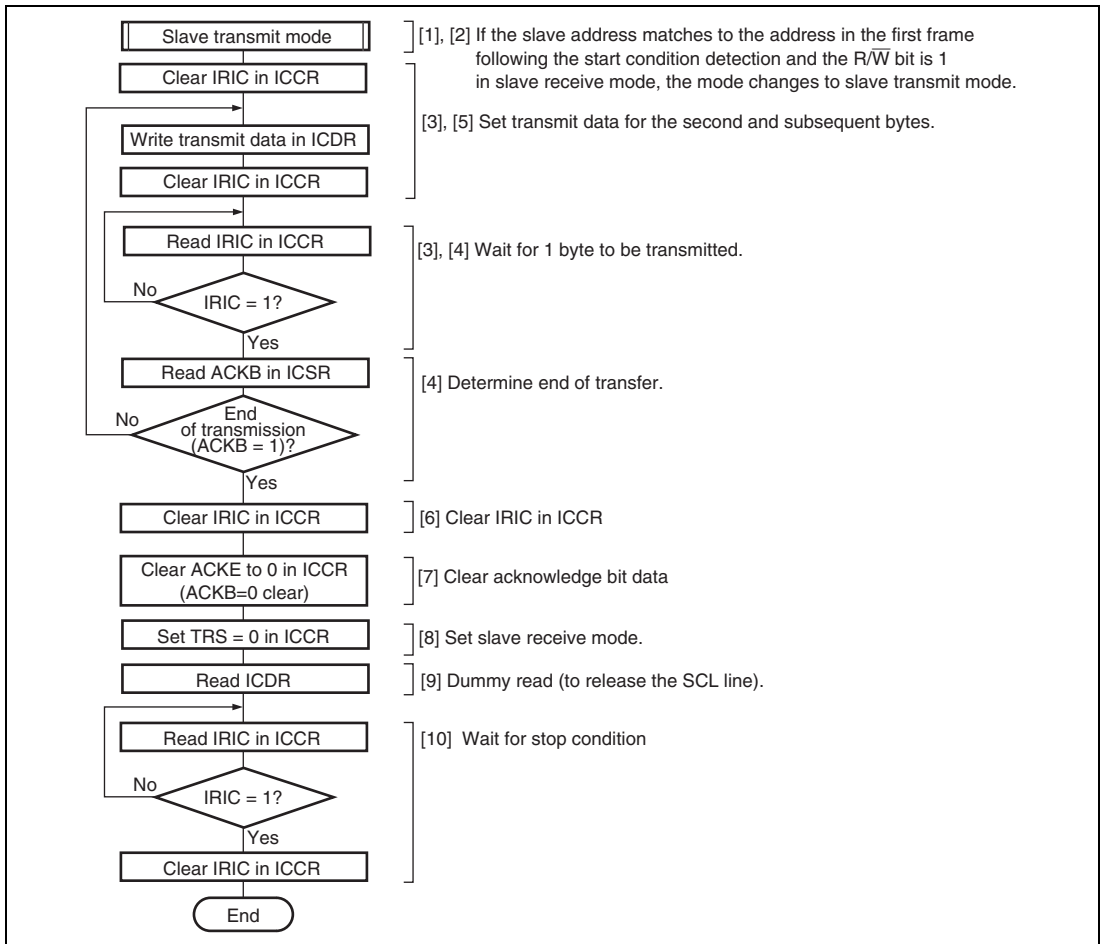 Slave transmit mode
[1], [2] If the slave address matches to the address in the first frame
following the start condition detection and the R/W̅ bit is 1
in slave receive mode, the mode changes to slave transmit mode.
Clear IRIC in ICCR
[3], [5] Set transmit data for the second and subsequent bytes.
Write transmit data in ICDR
Clear IRIC in ICCR
Read IRIC in ICCR
[3], [4] Wait for 1 byte to be transmitted.
No
IRIC = 1?
Yes
Read ACKB in ICSR
[4] Determine end of transfer.
No
End
of transmission
(ACKB = 1)?
Yes
Clear IRIC in ICCR
[6] Clear IRIC in ICCR
Clear ACKE to 0 in ICCR
(ACKB=0 clear)
[7] Clear acknowledge bit data
Set TRS = 0 in ICCR
[8] Set slave receive mode.
Read ICDR
[9] Dummy read (to release the SCL line).
Read IRIC in ICCR
[10] Wait for stop condition
No
IRIC = 1?
Yes
Clear IRIC in ICCR
End